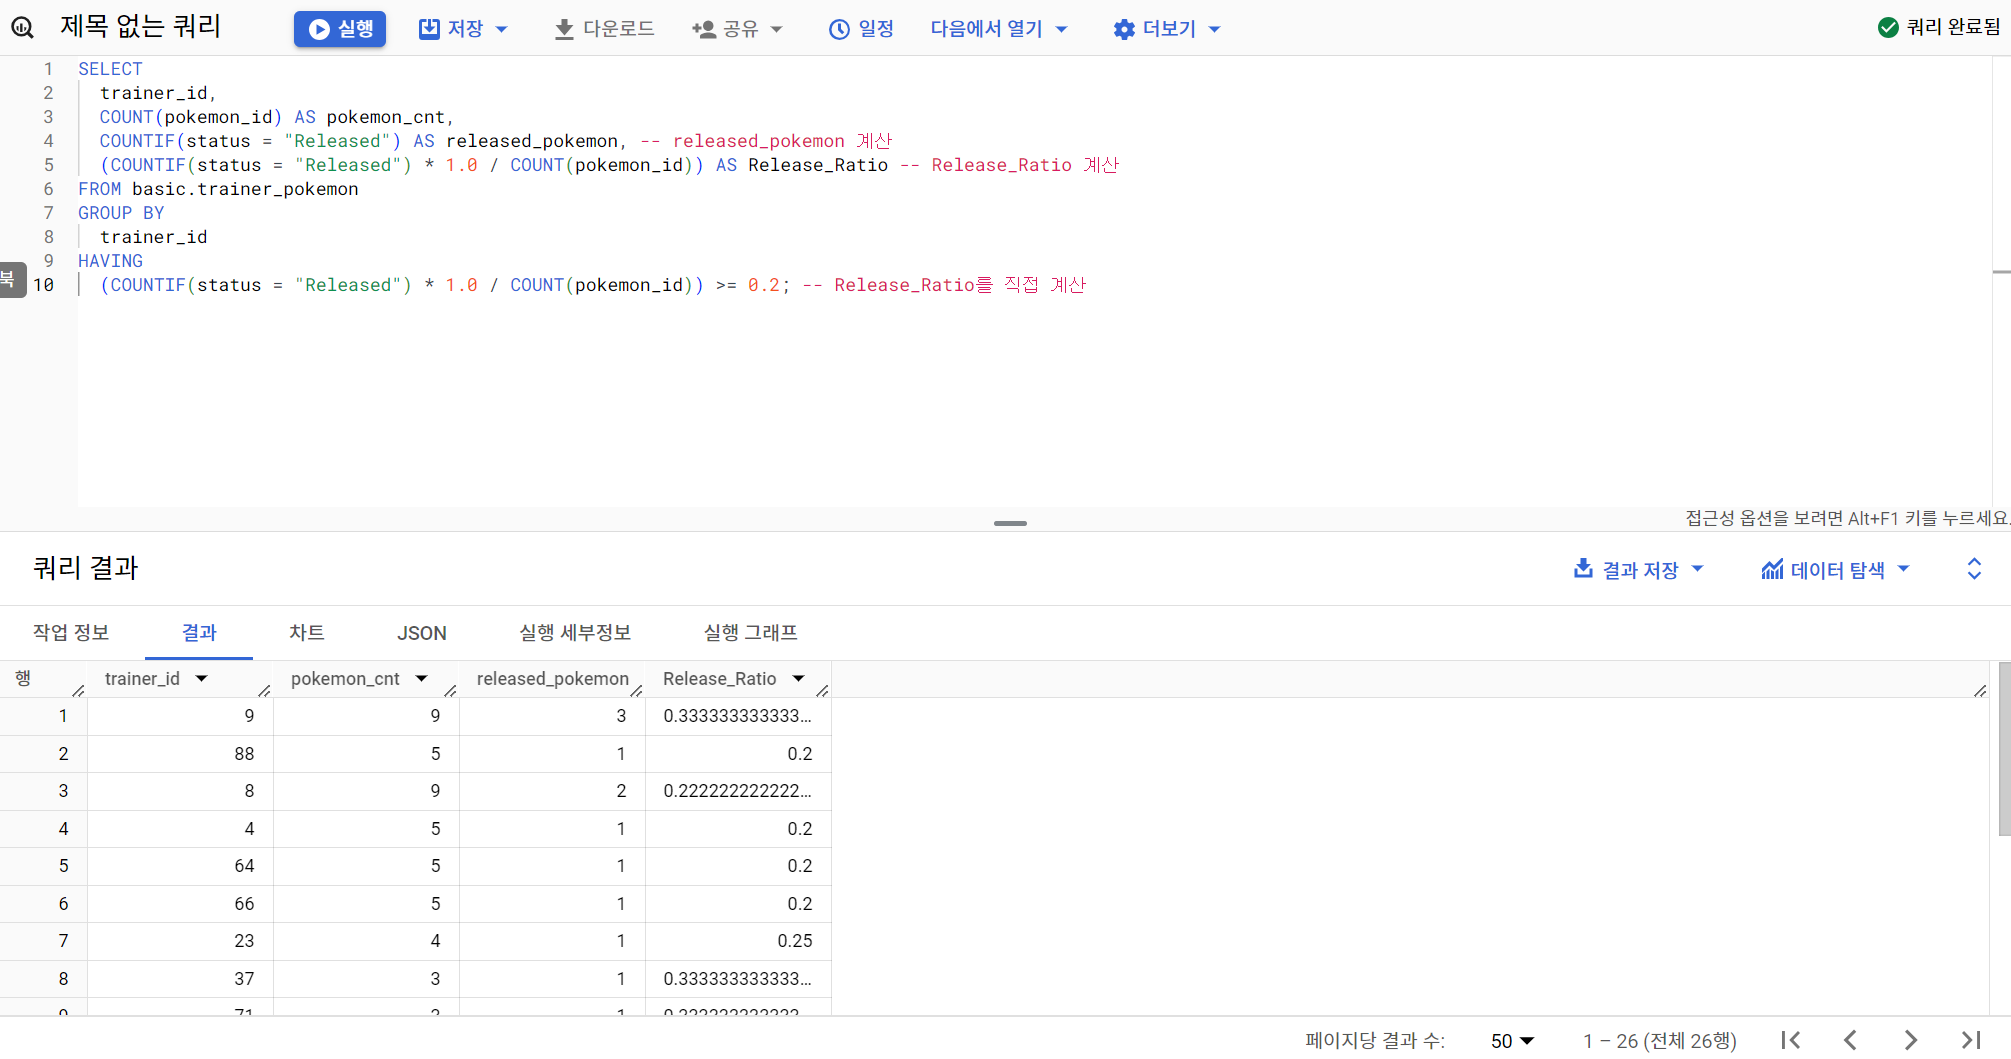 제목 없는 쿼리 실행 저장 다운로드 공유 일정 다음에서 열기 더보기 쿼리 완료됨
1 SELECT
2 trainer_id,
3 COUNT(pokemon_id) AS pokemon_cnt,
4 COUNTIF(status = "Released") AS released_pokemon, -- released_pokemon 계산
5 (COUNTIF(status = "Released") * 1.0 / COUNT(pokemon_id)) AS Release_Ratio -- Release_Ratio 계산
6 FROM basic.trainer_pokemon
7 GROUP BY
8 trainer_id
9 HAVING
북
10 (COUNTIF(status = "Released") * 1.0 / COUNT(pokemon_id)) >= 0.2; -- Release_Ratio를 직접 계산
접근성 옵션을 보려면 Alt+F1 키를 누르세요.
쿼리 결과 결과 저장 데이터 탐색
작업 정보 결과 차트 JSON 실행 세부정보 실행 그래프
행 trainer_id pokemon_cnt released_pokemon Release_Ratio
1 9 9 3 0.333333333333...
2 88 5 1 0.2
3 8 9 2 0.222222222222...
4 4 5 1 0.2
5 64 5 1 0.2
6 66 5 1 0.2
7 23 4 1 0.25
8 37 3 1 0.333333333333...
페이지당 결과 수: 50 1 – 26 (전체 26행)